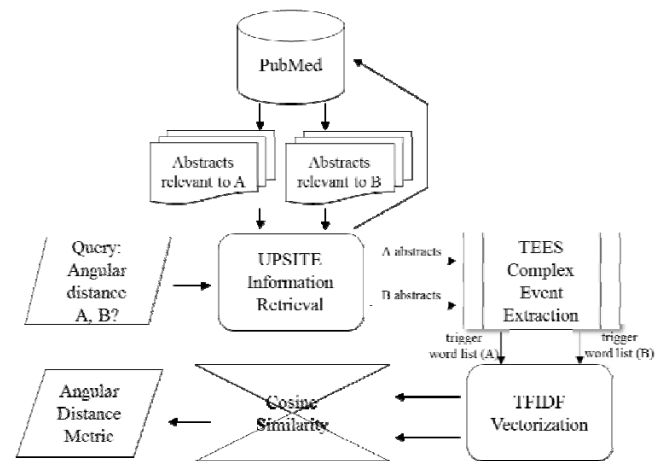 PubMed
Abstracts
relevant to A
Abstracts
relevant to B
Query:
Angular
distance
A, B?
UPSITE
Information
Retrieval
A abstracts
B abstracts
TEES
Complex
Event
Extraction
trigger
word list (A)
trigger
word list (B)
Angular
Distance
Metric
Cosine
Similarity
TFIDF
Vectorization